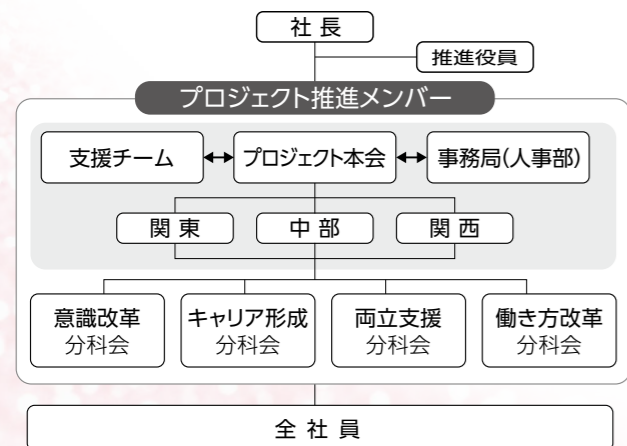 社長
推進役員
プロジェクト推進メンバー
支援チーム
プロジェクト本会
事務局(人事部)
関東
中部
関西
意識改革
分科会
キャリア形成
分科会
両立支援
分科会
働き方改革
分科会
全社員